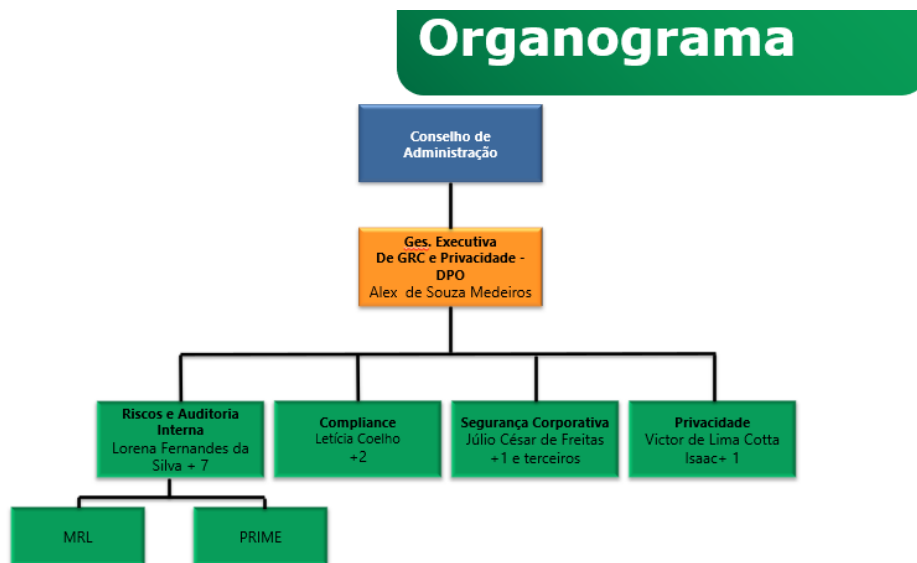 Organograma
Conselho de
Administração
Ges. Executiva
De GRC e Privacidade -
DPO
Alex de Souza Medeiros
Riscos e Auditoria
Interna
Lorena Fernandes da
Silva + 7
Compliance
Letícia Coelho
+2
Segurança Corporativa
Júlio César de Freitas
+1 e terceiros
Privacidade
Victor de Lima Cotta
Isaac+ 1
MRL
PRIME